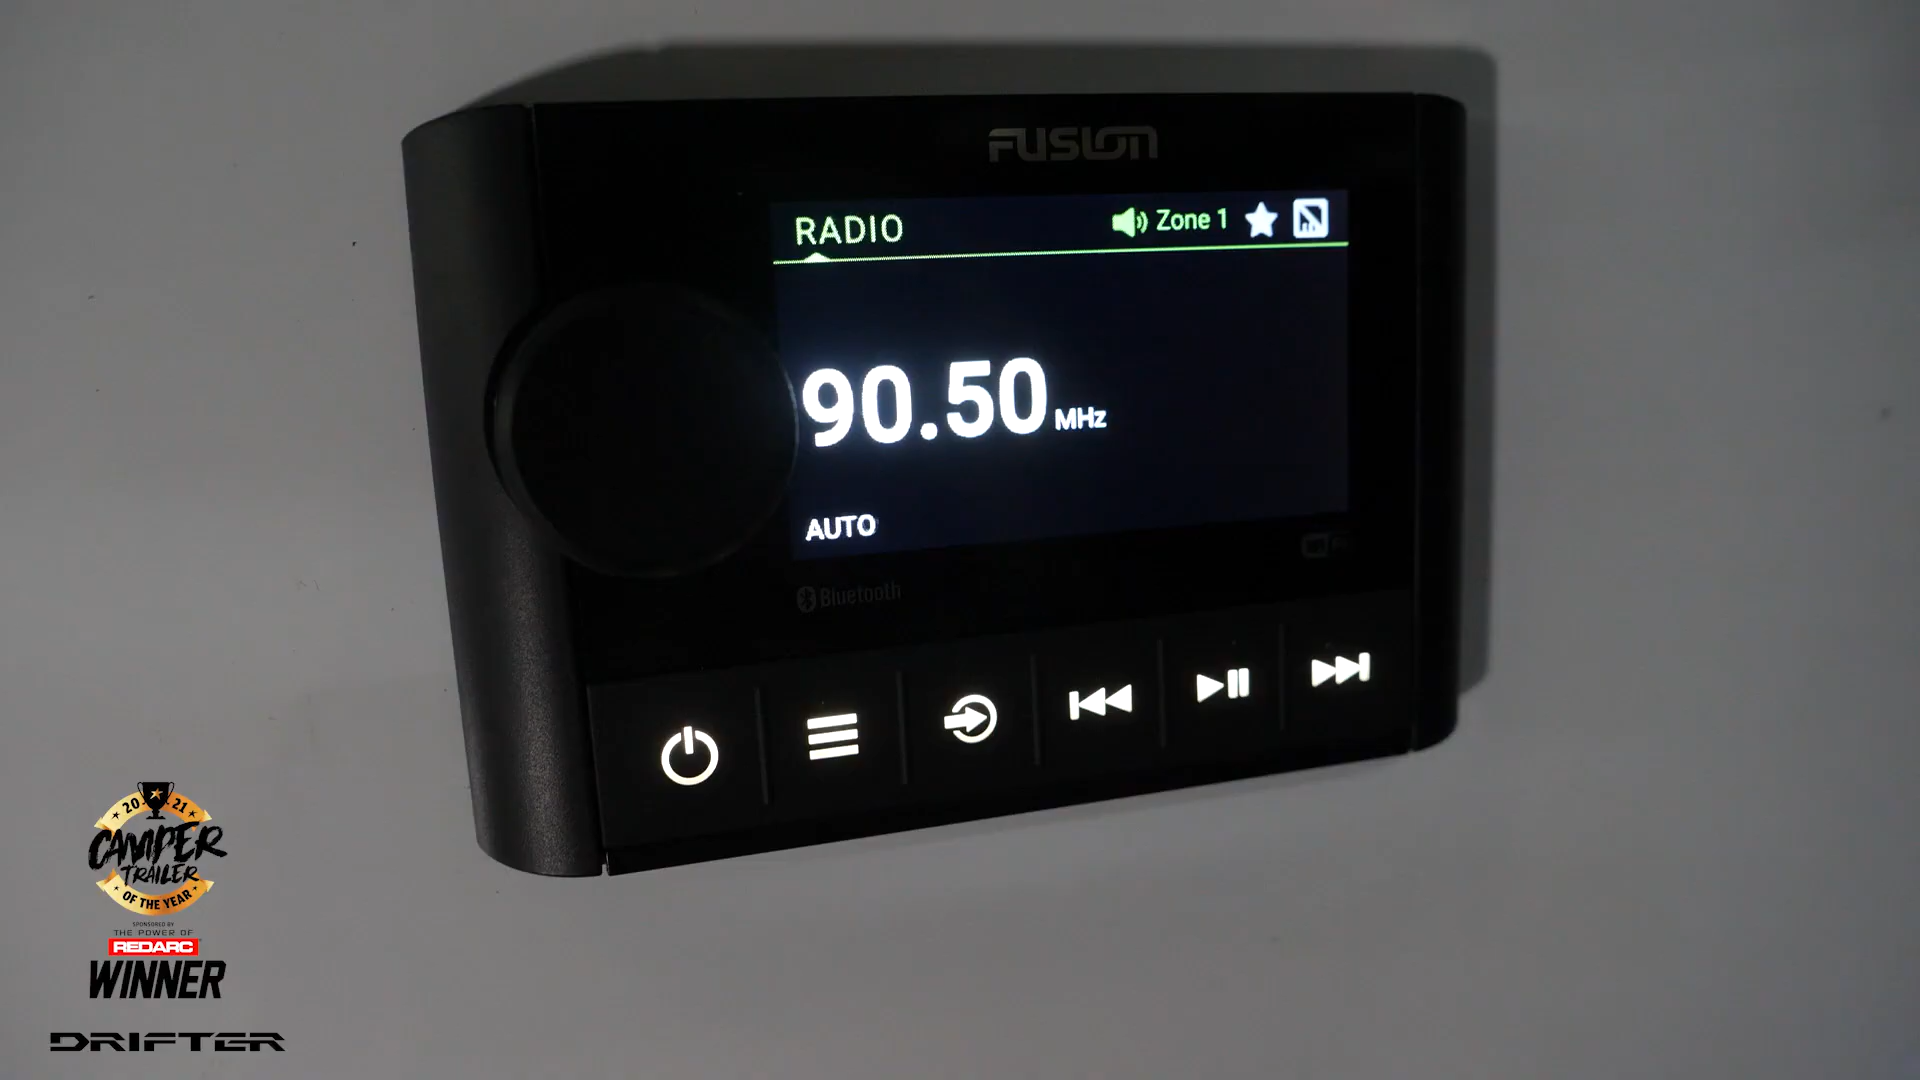 FUSION
RADIO
Zone 1
90.50 MHz
AUTO
Bluetooth
20 21
CAMPER
TRAILER
OF THE YEAR
SPONSORED BY
THE POWER OF
REDARC
WINNER
DRIFTER